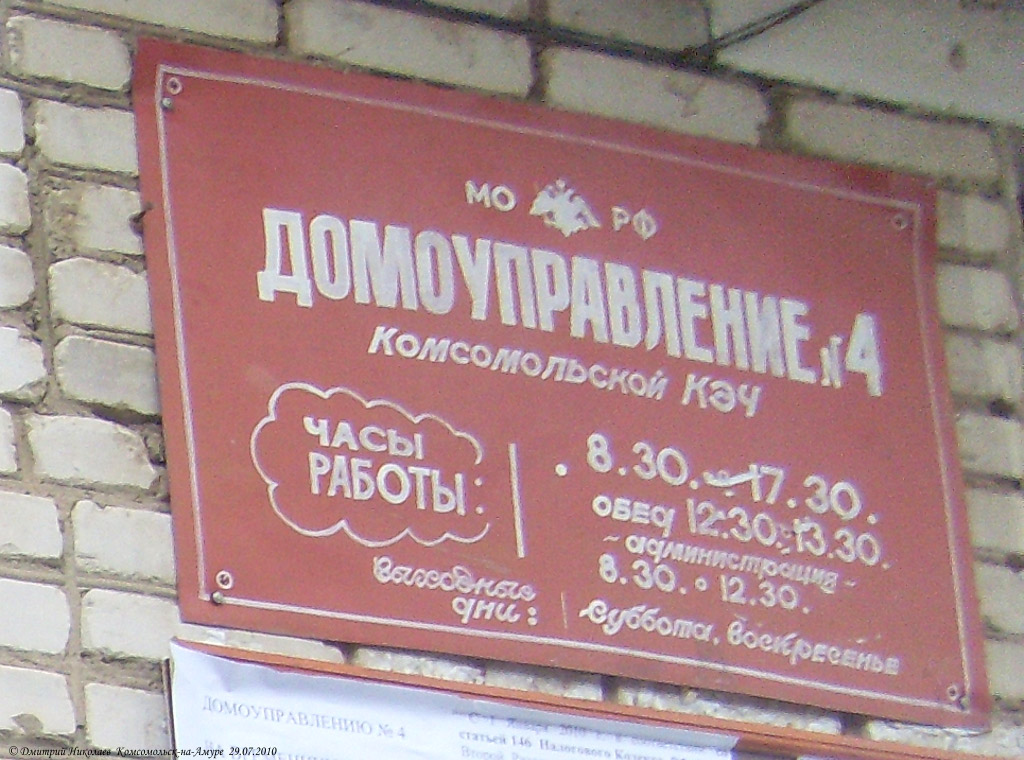 МО РФ
ДОМОУПРАВЛЕНИЕ №4
Комсомольской КЭЧ
ЧАСЫ
РАБОТЫ:
8.30. - 17.30.
ОБЕД 12:30:13.30.
- администрация -
8.30. 12.30.
Выходные
дни:
Суббота, воскресенье
ДОМОУПРАВЛЕНИЮ № 4
С 1 января
статьей 146 Налогового Кодекса
© Дмитрий Николаев Комсомольск-на-Амуре 29.07.2010